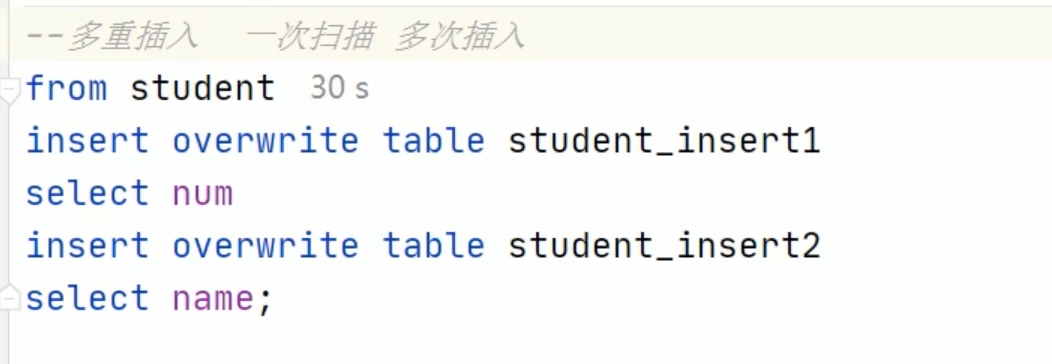 --多重插入  一次扫描 多次插入
from student  30 s
insert overwrite table student_insert1
select num
insert overwrite table student_insert2
select name;